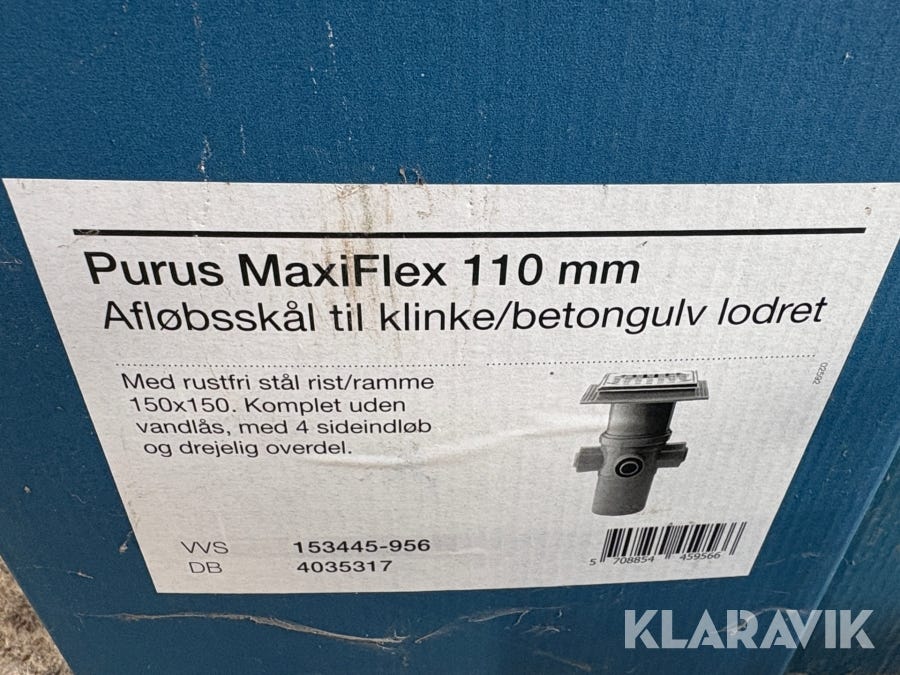 Purus MaxiFlex 110 mm
Afløbsskål til klinke/betongulv lodret
Med rustfri stål rist/ramme
150x150. Komplet uden
vandlås, med 4 sideindløb
og drejelig overdel.
02592
VVS 153445-956
DB 4035317
5 708854 459566
KLARAVIK